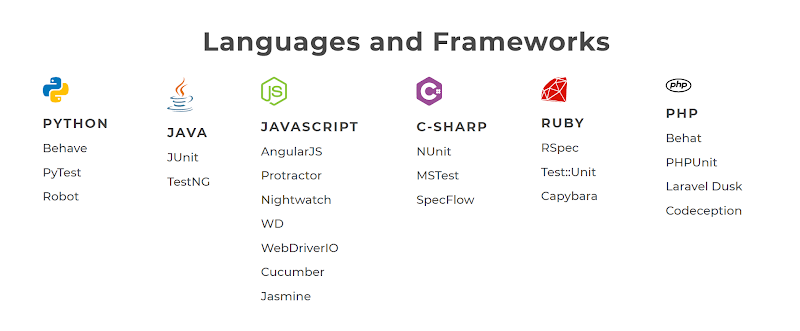 Languages and Frameworks
PYTHON
Behave
PyTest
Robot
JAVA
JUnit
TestNG
JS
JAVASCRIPT
AngularJS
Protractor
Nightwatch
WD
WebDriverIO
Cucumber
Jasmine
C#
C-SHARP
NUnit
MSTest
SpecFlow
RUBY
RSpec
Test::Unit
Capybara
php
PHP
Behat
PHPUnit
Laravel Dusk
Codeception